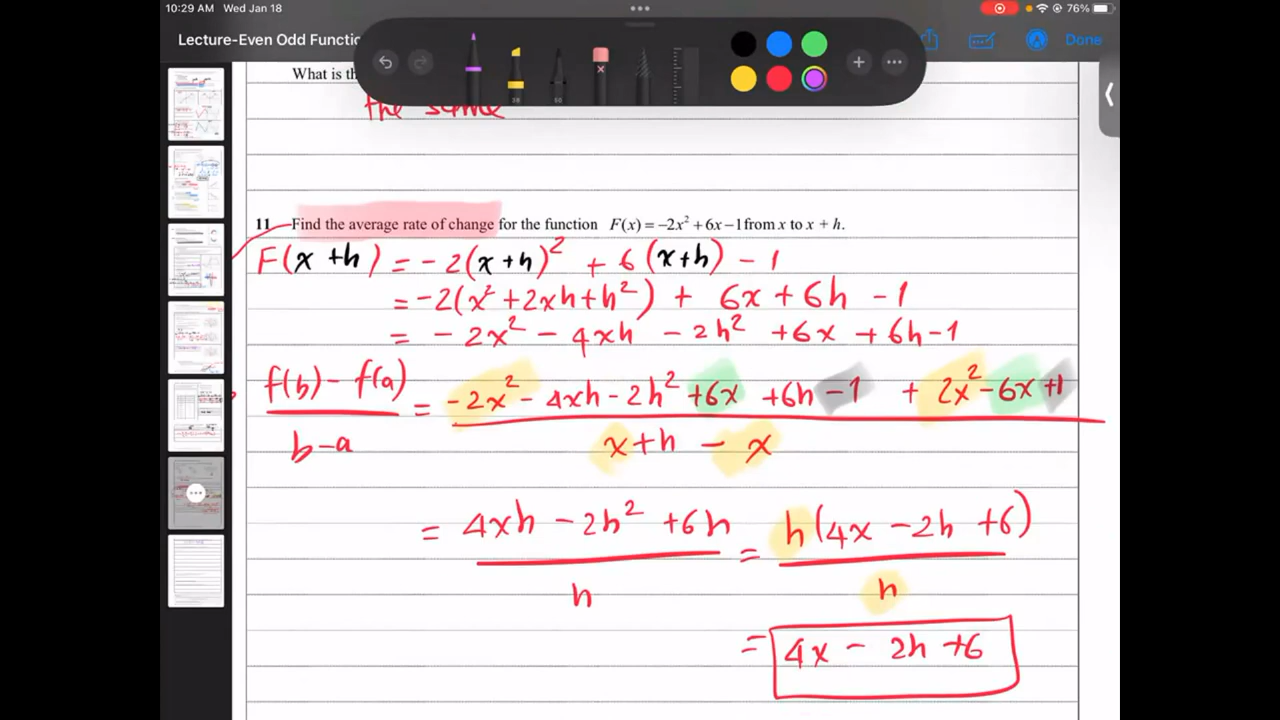 10:29 AM Wed Jan 18
76%
Lecture-Even Odd Functio
Done
What is th
the same
11 Find the average rate of change for the function F(x) = −2x² + 6x − 1 from x to x + h.
F(x+h) = -2(x+h)² + 6(x+h) - 1
= -2(x² + 2xh + h²) + 6x + 6h - 1
= - 2x² - 4xh - 2h² + 6x + 6h - 1
f(b) - f(a) / b-a = -2x² - 4xh - 2h² + 6x + 6h - 1 + 2x² - 6x + 1 / x+h - x
= 4xh - 2h² + 6h / h = h(4x - 2h + 6) / h
= 4x - 2h + 6